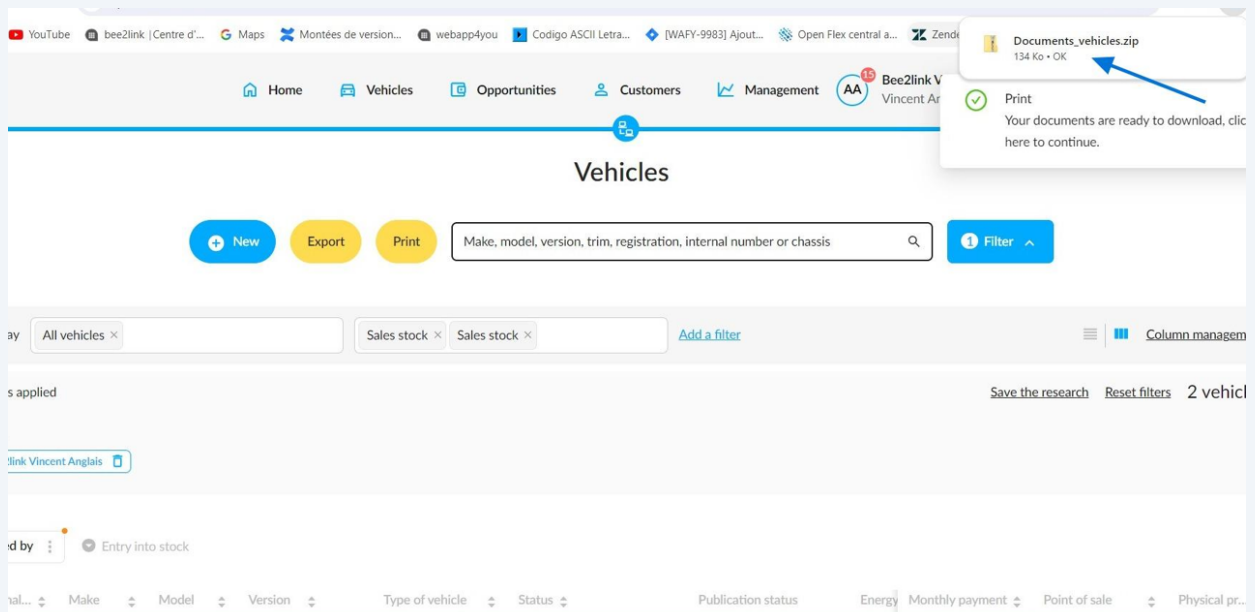 YouTube bee2link | Centre d'... Maps Montées de version... webapp4you Codigo ASCII Letra... [WAFY-9983] Ajout... Open Flex central a... Zende
Documents_vehicles.zip
134 Ko • OK
Home Vehicles Opportunities Customers Management AA 15 Bee2link V
Vincent An
Print
Your documents are ready to download, clic
here to continue.
Vehicles
New Export Print Make, model, version, trim, registration, internal number or chassis 1 Filter
ay All vehicles × Sales stock × Sales stock × Add a filter Column managem
s applied Save the research Reset filters 2 vehicl
2link Vincent Anglais
ed by Entry into stock
nal... Make Model Version Type of vehicle Status Publication status Energy Monthly payment Point of sale Physical pr...